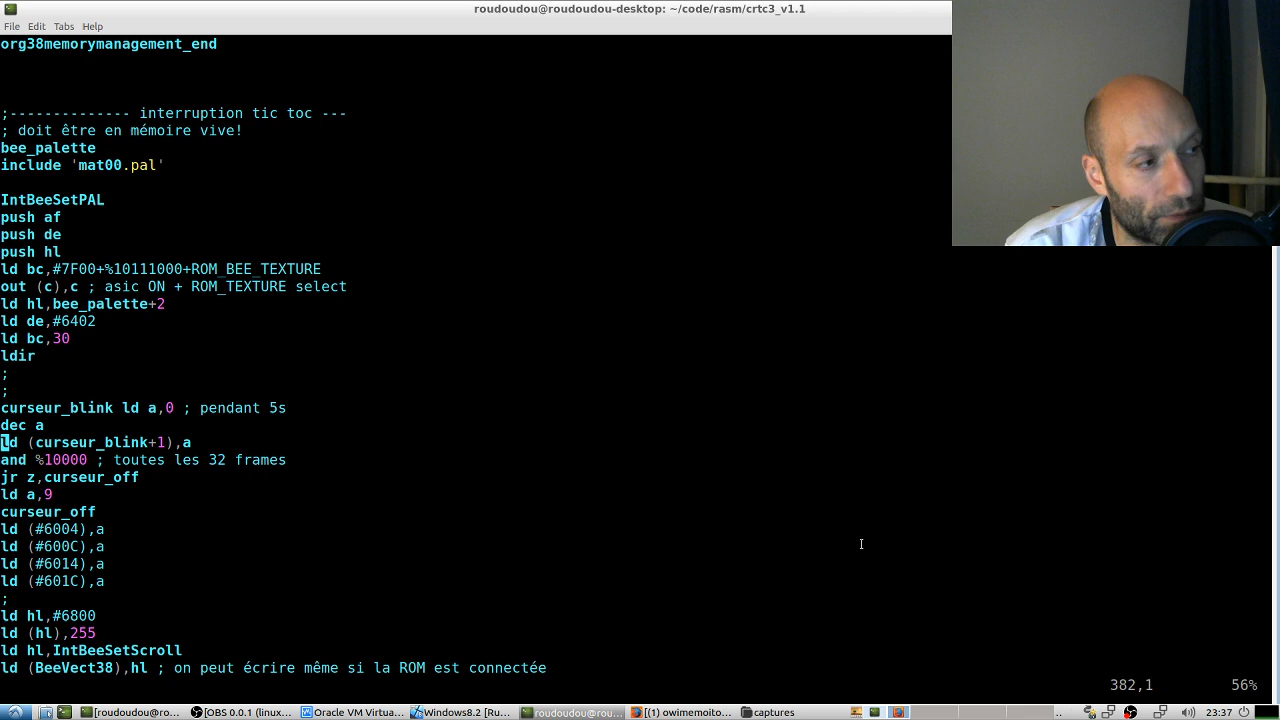 roudoudou@roudoudou-desktop: ~/code/rasm/crtc3_v1.1
File Edit Tabs Help
org38memorymanagement_end
;-------------- interruption tic toc ---
; doit être en mémoire vive!
bee_palette
include 'mat00.pal'
IntBeeSetPAL
push af
push de
push hl
ld bc,#7F00+%10111000+ROM_BEE_TEXTURE
out (c),c ; asic ON + ROM_TEXTURE select
ld hl,bee_palette+2
ld de,#6402
ld bc,30
ldir
;
;
curseur_blink ld a,0 ; pendant 5s
dec a
ld (curseur_blink+1),a
and %10000 ; toutes les 32 frames
jr z,curseur_off
ld a,9
curseur_off
ld (#6004),a
ld (#600C),a
ld (#6014),a
ld (#601C),a
;
ld hl,#6800
ld (hl),255
ld hl,IntBeeSetScroll
ld (BeeVect38),hl ; on peut écrire même si la ROM est connectée
382,1 56%
[roudoudou@ro... [OBS 0.0.1 (linux... Oracle VM Virtua... Windows8.2 [Ru... roudoudou@rou... [(1) owimemoito... captures 23:37